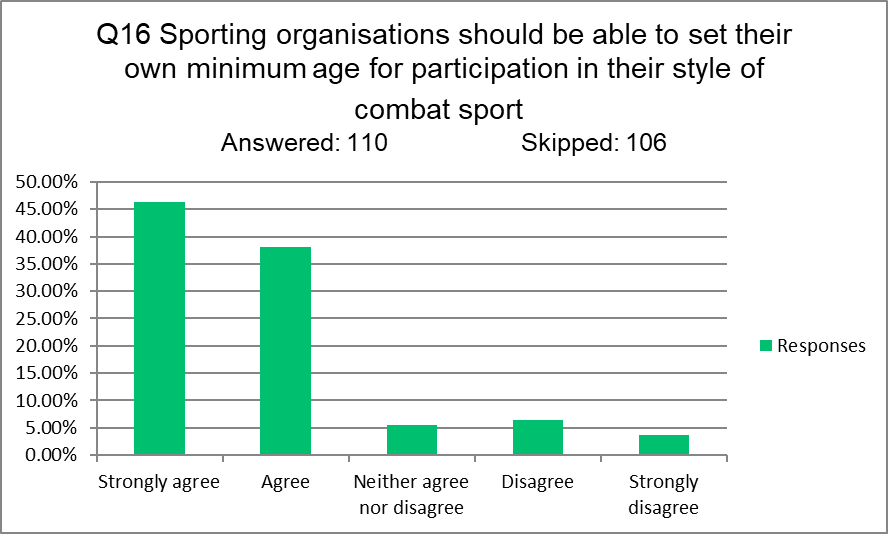 Q16 Sporting organisations should be able to set their
own minimum age for participation in their style of
combat sport
Answered: 110 Skipped: 106
50.00%
45.00%
40.00%
35.00%
30.00%
25.00%
20.00%
15.00%
10.00%
5.00%
0.00%
Responses
Strongly agree
Agree
Neither agree
nor disagree
Disagree
Strongly
disagree